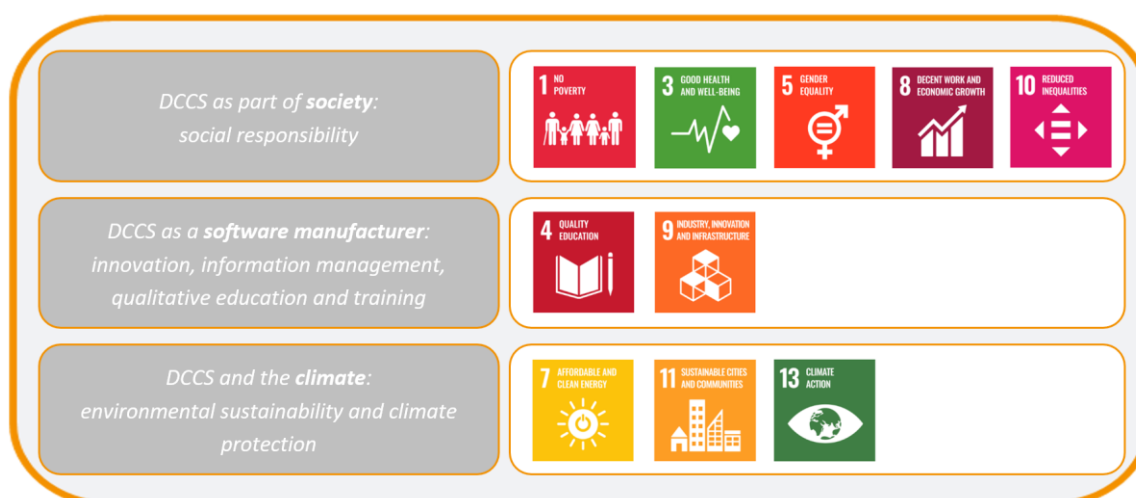 DCCS as part of society:
social responsibility
1 NO
POVERTY
3 GOOD HEALTH
AND WELL-BEING
5 GENDER
EQUALITY
8 DECENT WORK AND
ECONOMIC GROWTH
10 REDUCED
INEQUALITIES
DCCS as a software manufacturer:
innovation, information management,
qualitative education and training
4 QUALITY
EDUCATION
9 INDUSTRY, INNOVATION
AND INFRASTRUCTURE
DCCS and the climate:
environmental sustainability and climate
protection
7 AFFORDABLE AND
CLEAN ENERGY
11 SUSTAINABLE CITIES
AND COMMUNITIES
13 CLIMATE
ACTION